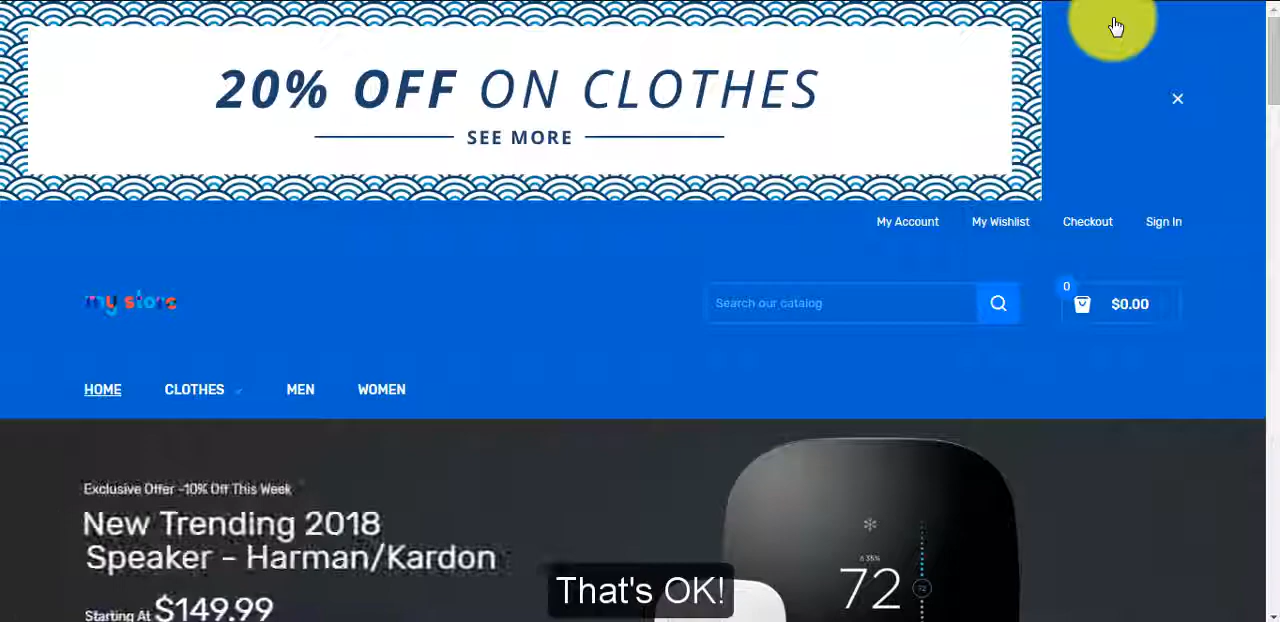 20% OFF ON CLOTHES
SEE MORE
My Account My Wishlist Checkout Sign In
my store
Search our catalog
0
$0.00
HOME CLOTHES MEN WOMEN
Exclusive Offer -10% Off This Week
New Trending 2018
Speaker - Harman/Kardon
Starting At $149.99
35%
72
72
That's OK!